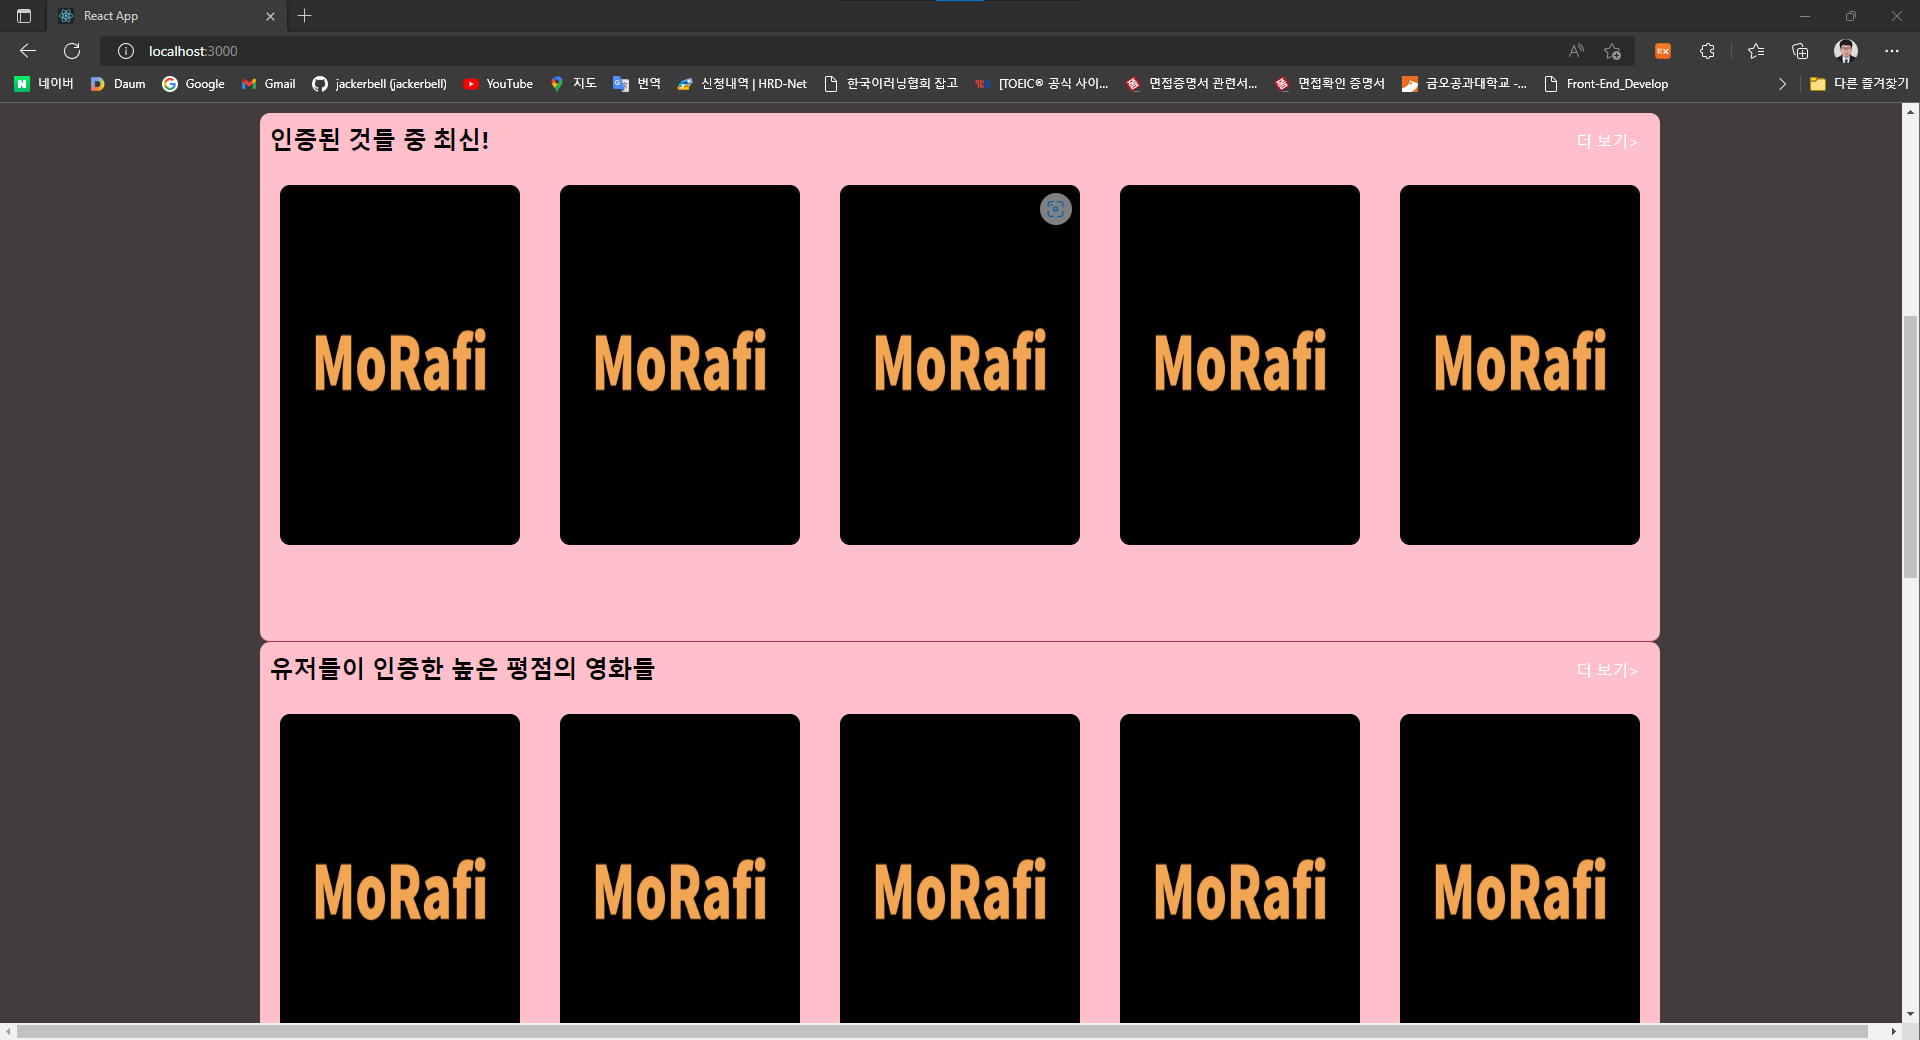 React App
localhost:3000
네이버 Daum Google Gmail jackerbell (jackerbell) YouTube 지도 번역 신청내역 | HRD-Net 한국이러닝협회 잡고 [TOEIC® 공식 사이... 면접증명서 관련서... 면접확인 증명서 금오공과대학교 -... Front-End_Develop 다른 즐겨찾기
인증된 것들 중 최신! 더 보기>
MoRafi MoRafi MoRafi MoRafi MoRafi
유저들이 인증한 높은 평점의 영화들 더 보기>
MoRafi MoRafi MoRafi MoRafi MoRafi